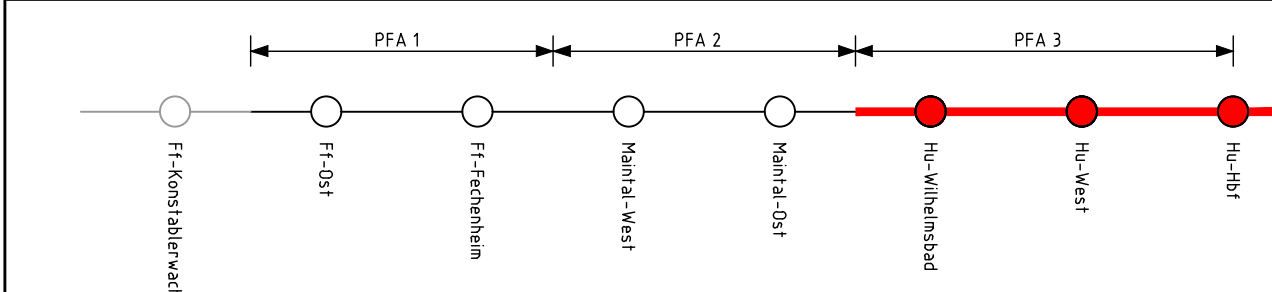 PFA 1
PFA 2
PFA 3
Ff-Ost
Ff-Fechenheim
Maintal-West
Maintal-Ost
Hu-Wilhelmsbad
Hu-West
Hu-Hbf